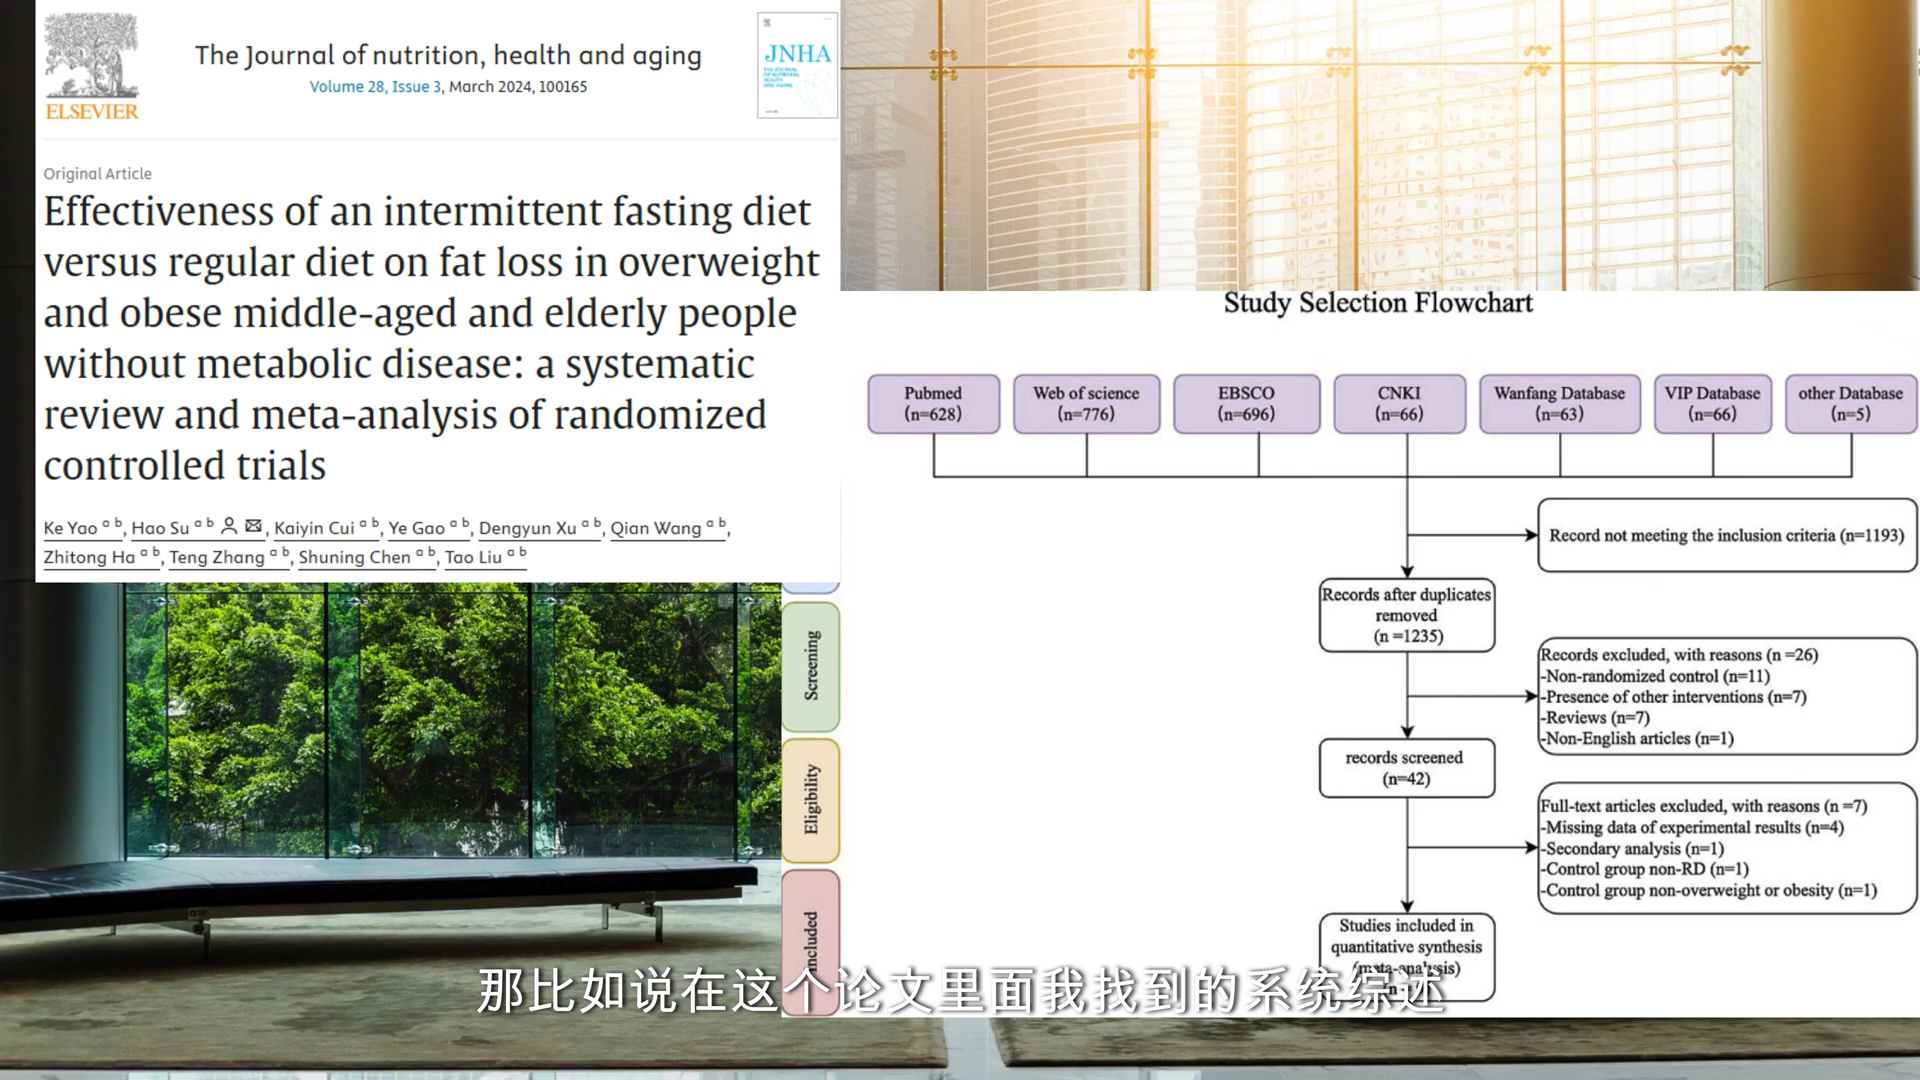 ELSEVIER
The Journal of nutrition, health and aging
Volume 28, Issue 3, March 2024, 100165
JNHA
Original Article
Effectiveness of an intermittent fasting diet
versus regular diet on fat loss in overweight
and obese middle-aged and elderly people
without metabolic disease: a systematic
review and meta-analysis of randomized
controlled trials
Ke Yao a b, Hao Su a b, Kaiyin Cui a b, Ye Gao a b, Dengyun Xu a b, Qian Wang a b,
Zhitong Ha a b, Teng Zhang a b, Shuning Chen a b, Tao Liu a b
Study Selection Flowchart
Pubmed
(n=628)
Web of science
(n=776)
EBSCO
(n=696)
CNKI
(n=66)
Wanfang Database
(n=63)
VIP Database
(n=66)
other Database
(n=5)
Record not meeting the inclusion criteria (n=1193)
Records after duplicates
removed
(n =1235)
Records excluded, with reasons (n =26)
-Non-randomized control (n=11)
-Presence of other interventions (n=7)
-Reviews (n=7)
-Non-English articles (n=1)
records screened
(n=42)
Full-text articles excluded, with reasons (n =7)
-Missing data of experimental results (n=4)
-Secondary analysis (n=1)
-Control group non-RD (n=1)
-Control group non-overweight or obesity (n=1)
Studies included in
quantitative synthesis
(meta-analysis)
Screening
Eligibility
Included
那比如说在这个论文里面我找到的系统综述